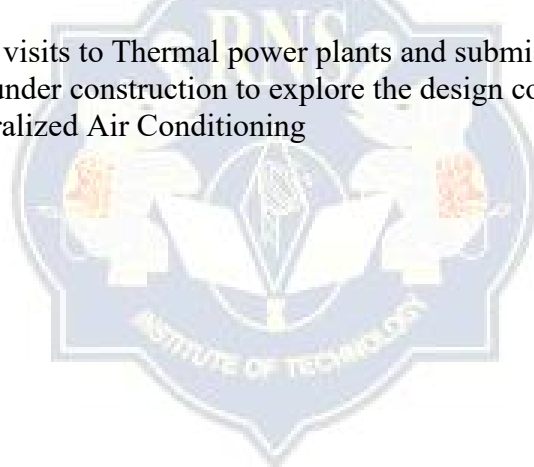 RNS
visits to Thermal power plants and submi
under construction to explore the design co
ralized Air Conditioning
INSTITUTE OF TECHNOLOGY